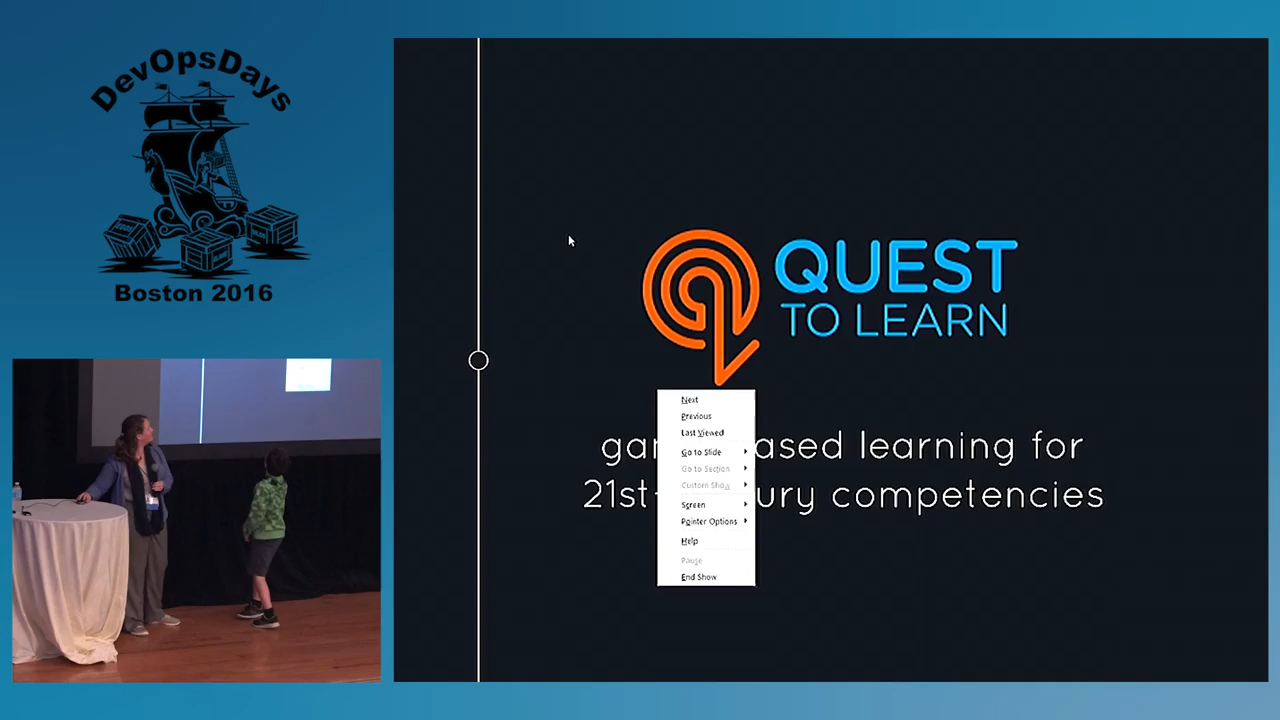 DevOpsDays
Boston 2016
QUEST
TO LEARN
Next
Previous
Last Viewed
Go to Slide
Go to Section
Custom Show
Screen
Pointer Options
Help
Pause
End Show
ased learning for
21st- ury competencies